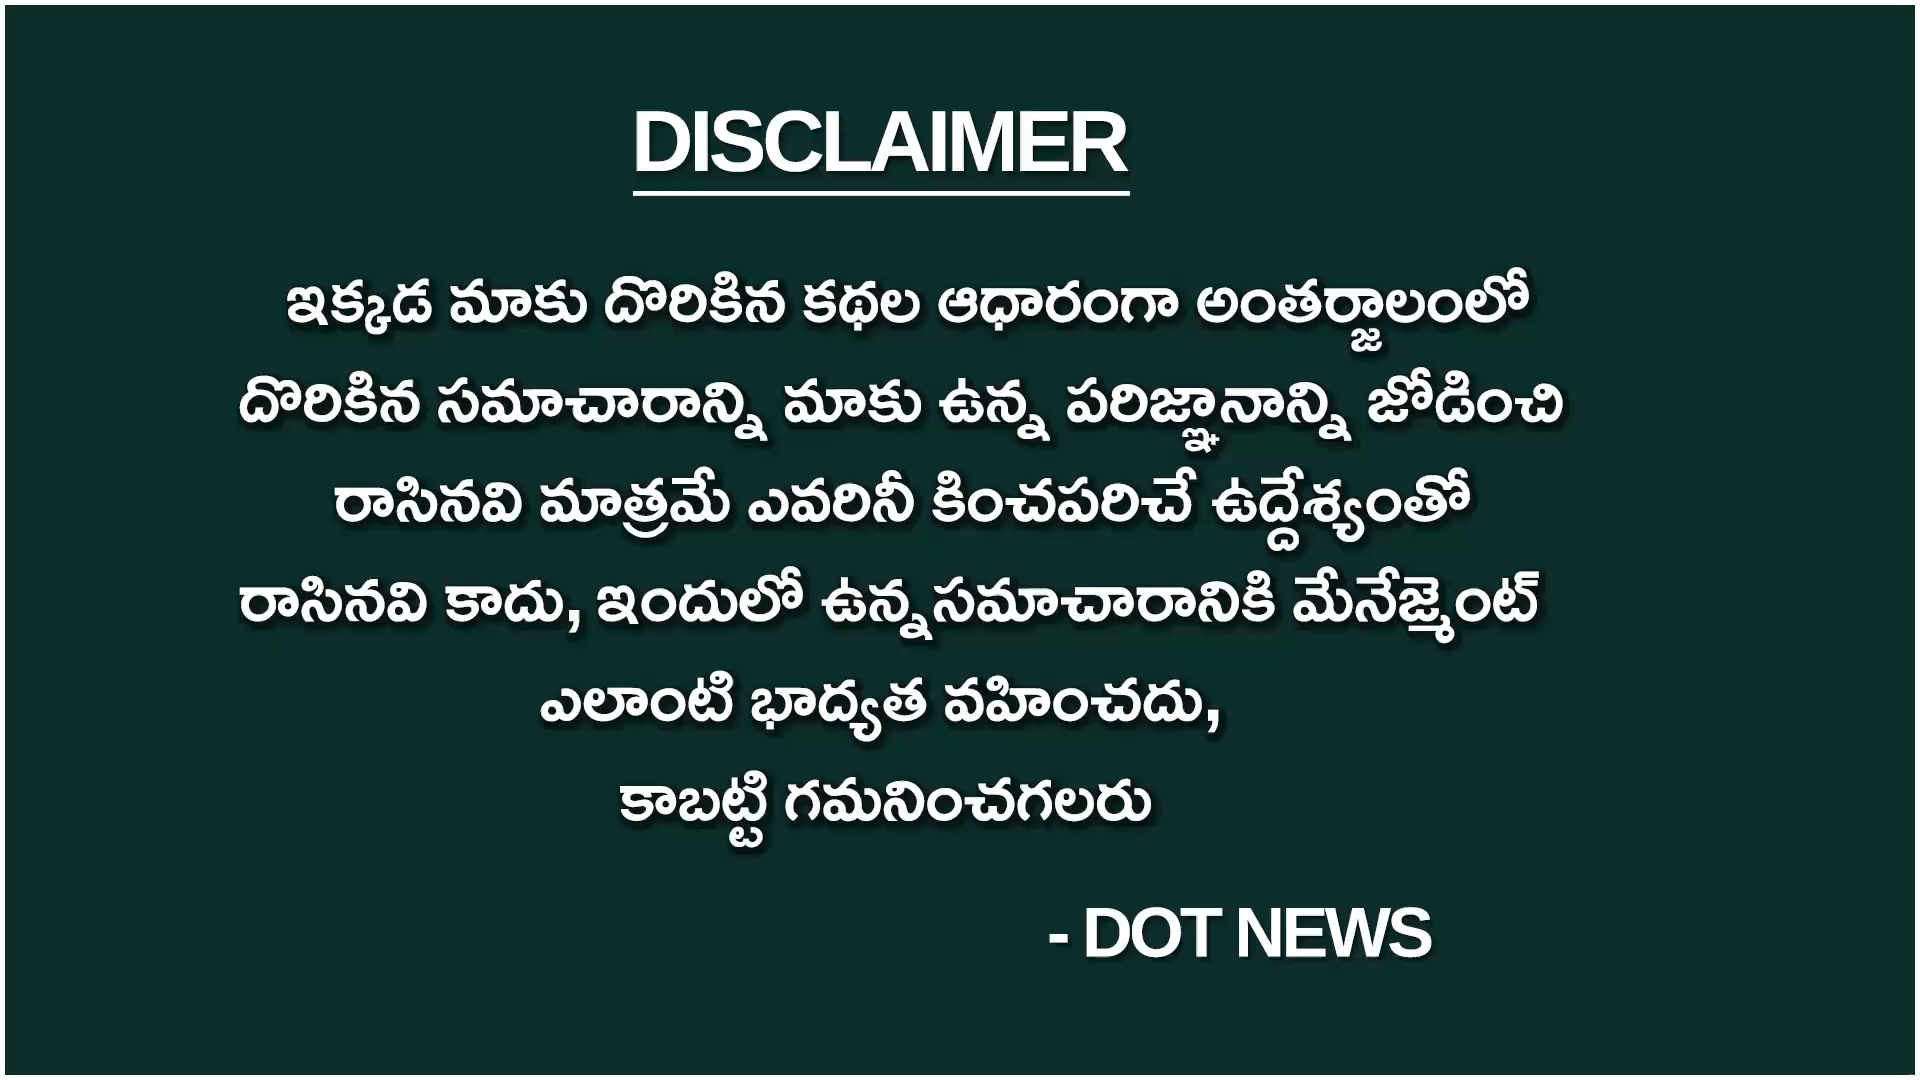 DISCLAIMER
ఇక్కడ మాకు దొరికిన కథల ఆధారంగా అంతర్జాలంలో
దొరికిన సమాచారాన్ని మాకు ఉన్న పరిజ్ఞానాన్ని జోడించి
రాసినవి మాత్రమే ఎవరినీ కించపరిచే ఉద్దేశ్యంతో
రాసినవి కాదు, ఇందులో ఉన్నసమాచారానికి మేనేజ్మెంట్
ఎలాంటి భాద్యత వహించదు,
కాబట్టి గమనించగలరు
- DOT NEWS